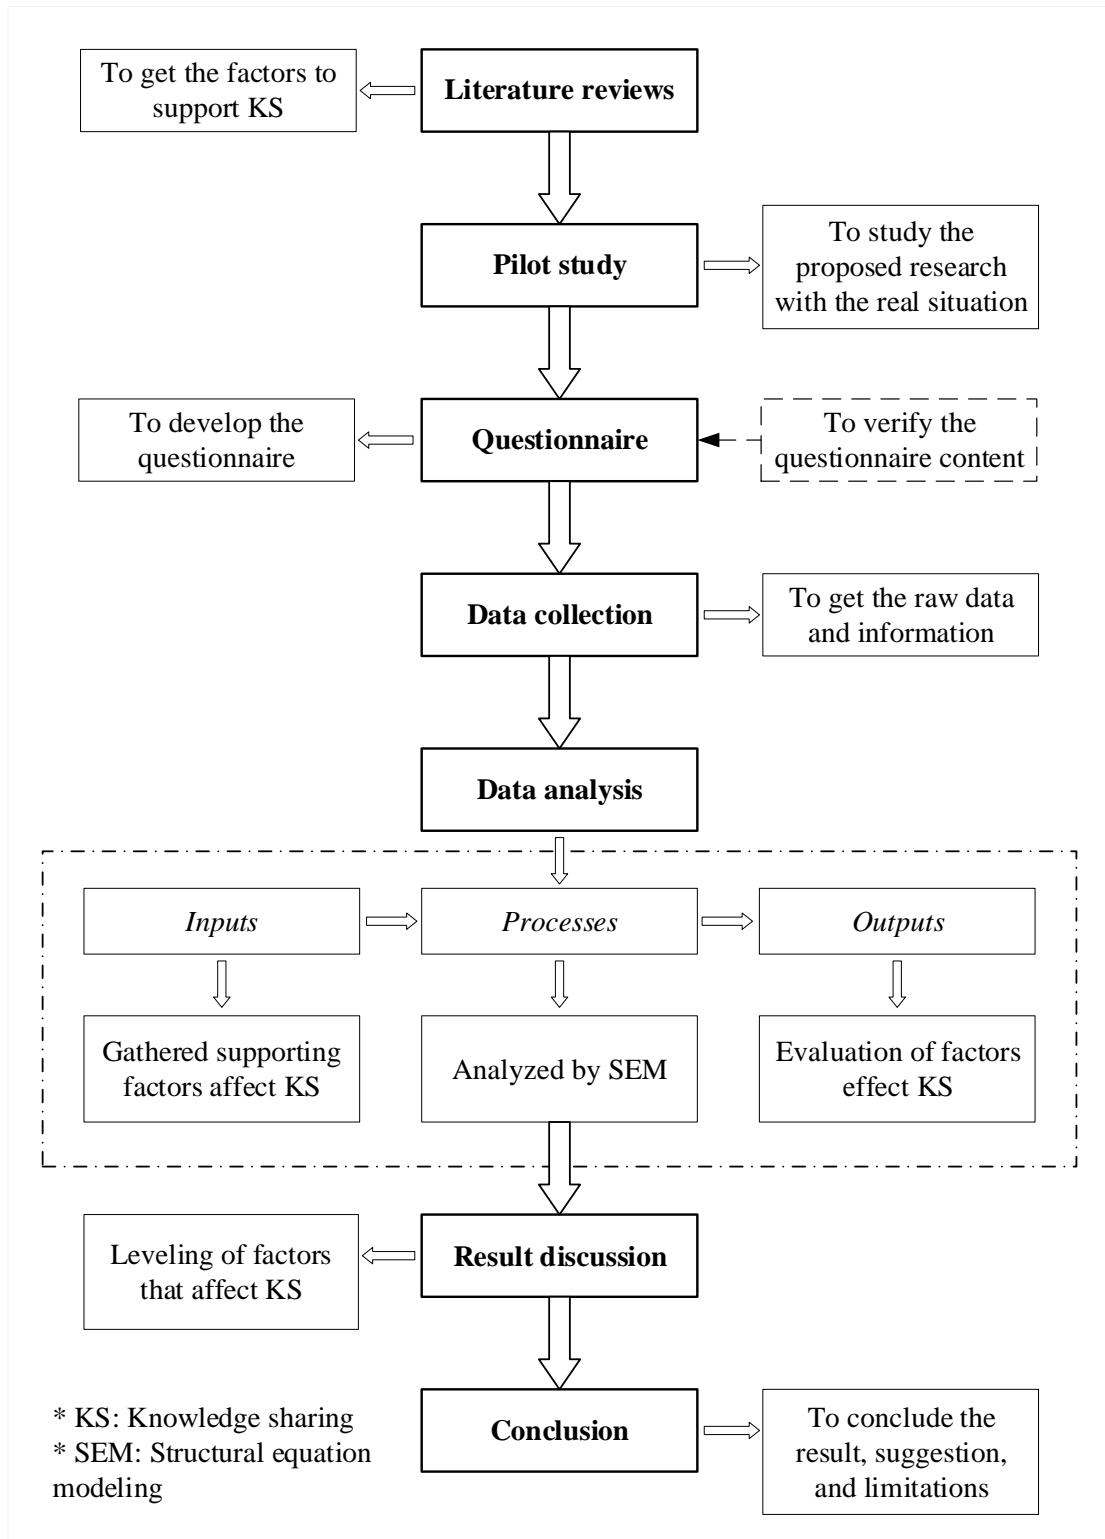 To get the factors to
support KS
Literature reviews
Pilot study
To study the
proposed research
with the real situation
To develop the
questionnaire
Questionnaire
To verify the
questionnaire content
Data collection
To get the raw data
and information
Data analysis
Inputs
Processes
Outputs
Gathered supporting
factors affect KS
Analyzed by SEM
Evaluation of factors
effect KS
Leveling of factors
that affect KS
Result discussion
* KS: Knowledge sharing
* SEM: Structural equation
modeling
Conclusion
To conclude the
result, suggestion,
and limitations